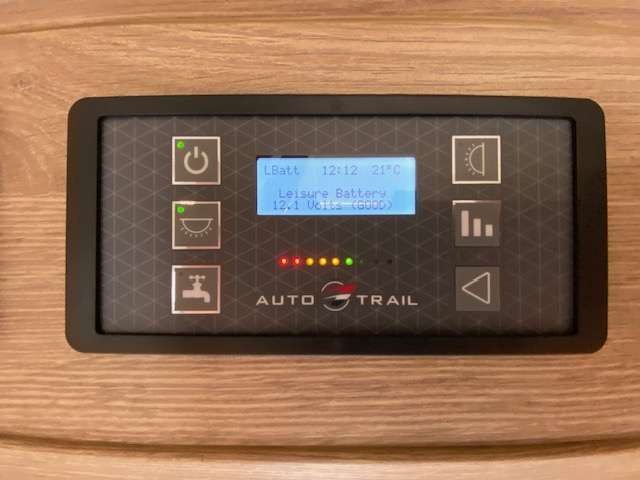 LBatt 12:12 21°C
Leisure Battery
12.1 Volts (GOOD)
AUTO TRAIL